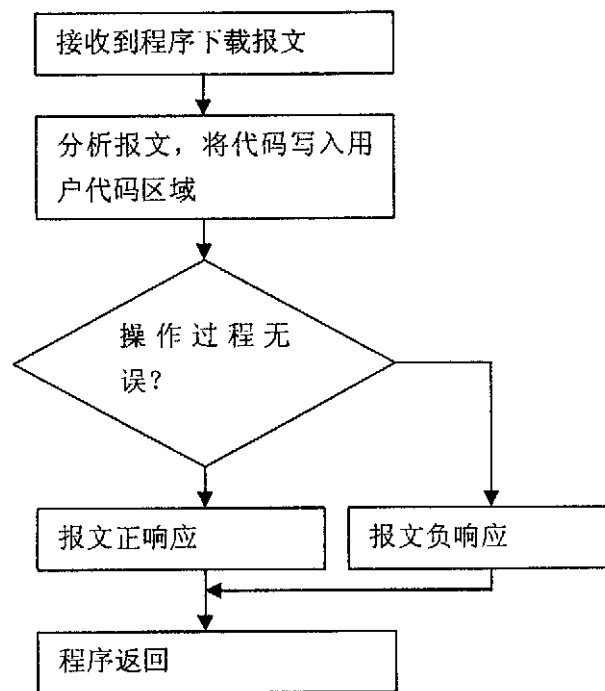 接收到程序下载报文
分析报文，将代码写入用
户代码区域
操作过程无
误？
报文正响应
报文负响应
程序返回